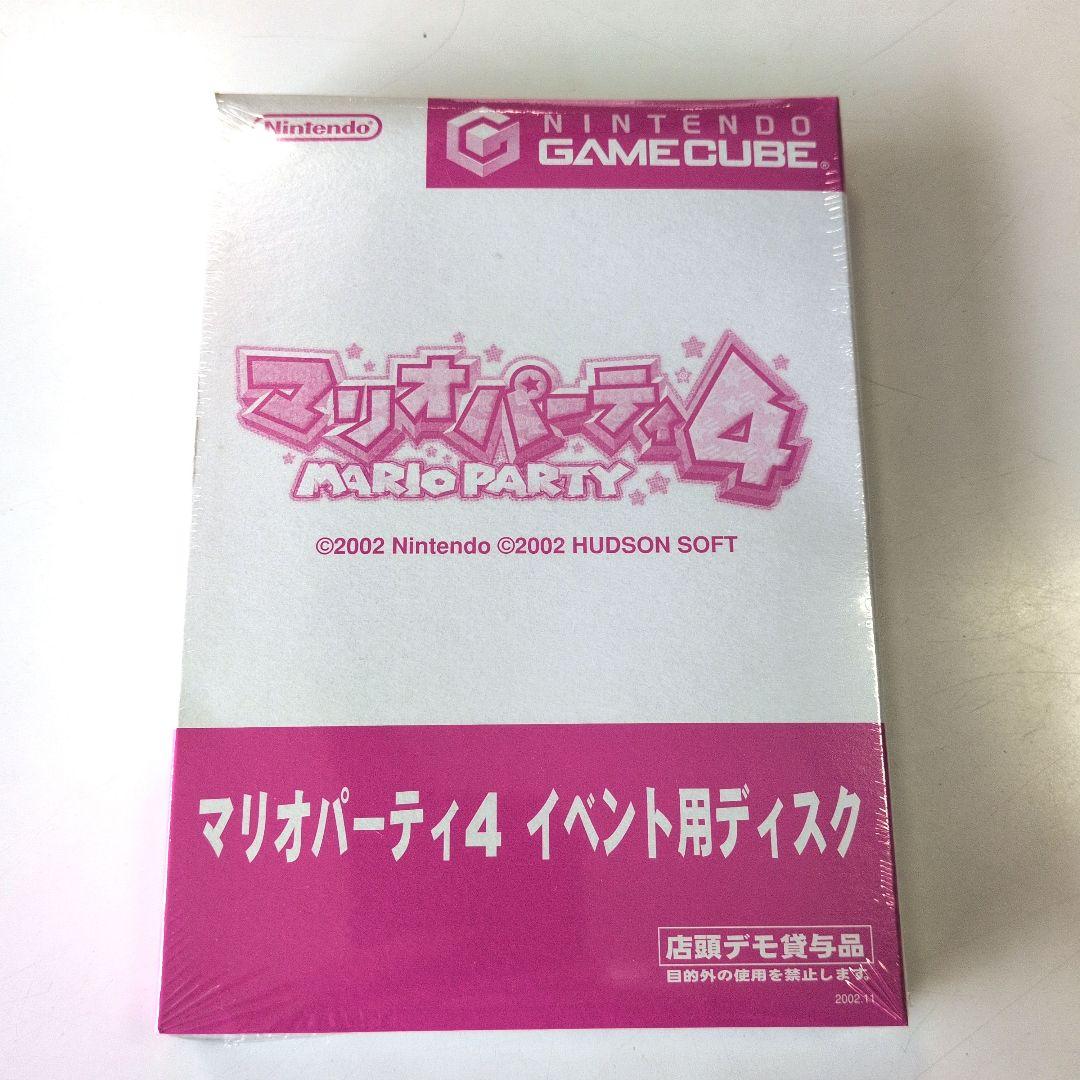 Nintendo
NINTENDO
GAMECUBE®
マリオパーティ4
MARIO PARTY
©2002 Nintendo ©2002 HUDSON SOFT
マリオパーティ4 イベント用ディスク
店頭デモ貸与品
目的外の使用を禁止します。
2002.11